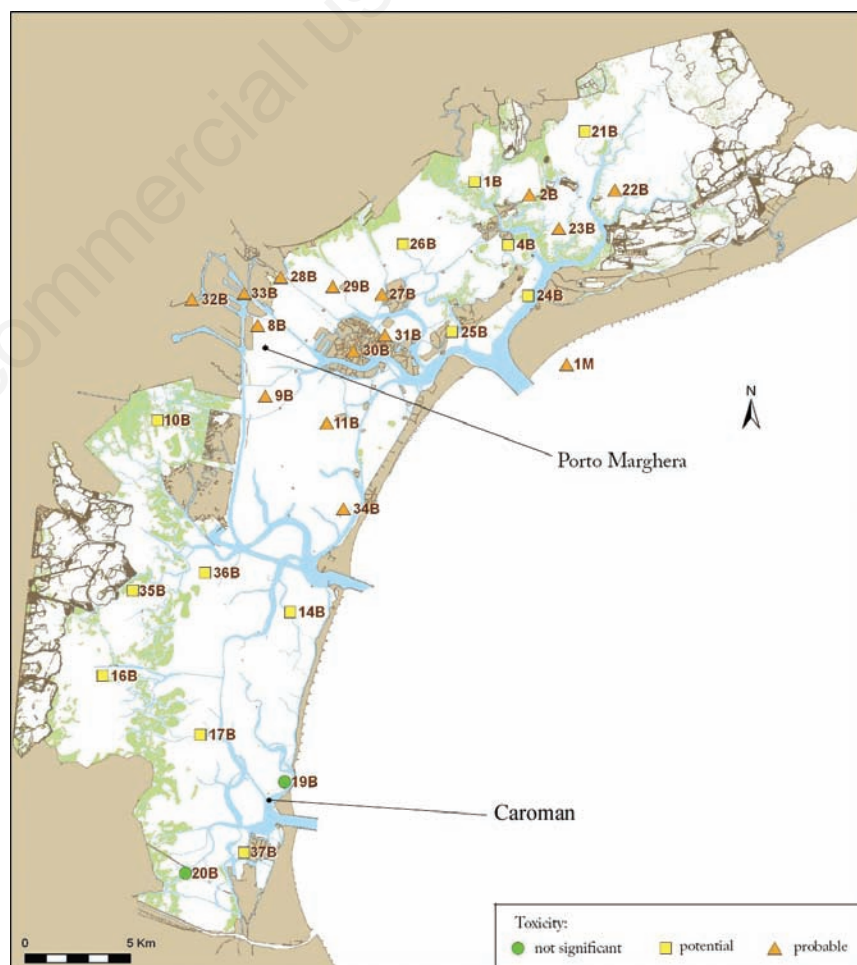 commercial us
21B
1B
2B
22B
23B
26B
4B
28B
29B
27B
24B
32B
33B
8B
31B
25B
30B
1M
N
9B
10B
11B
Porto Marghera
34B
36B
35B
14B
16B
17B
19B
Caroman
37B
20B
0 5 Km
Toxicity:
not significant potential probable